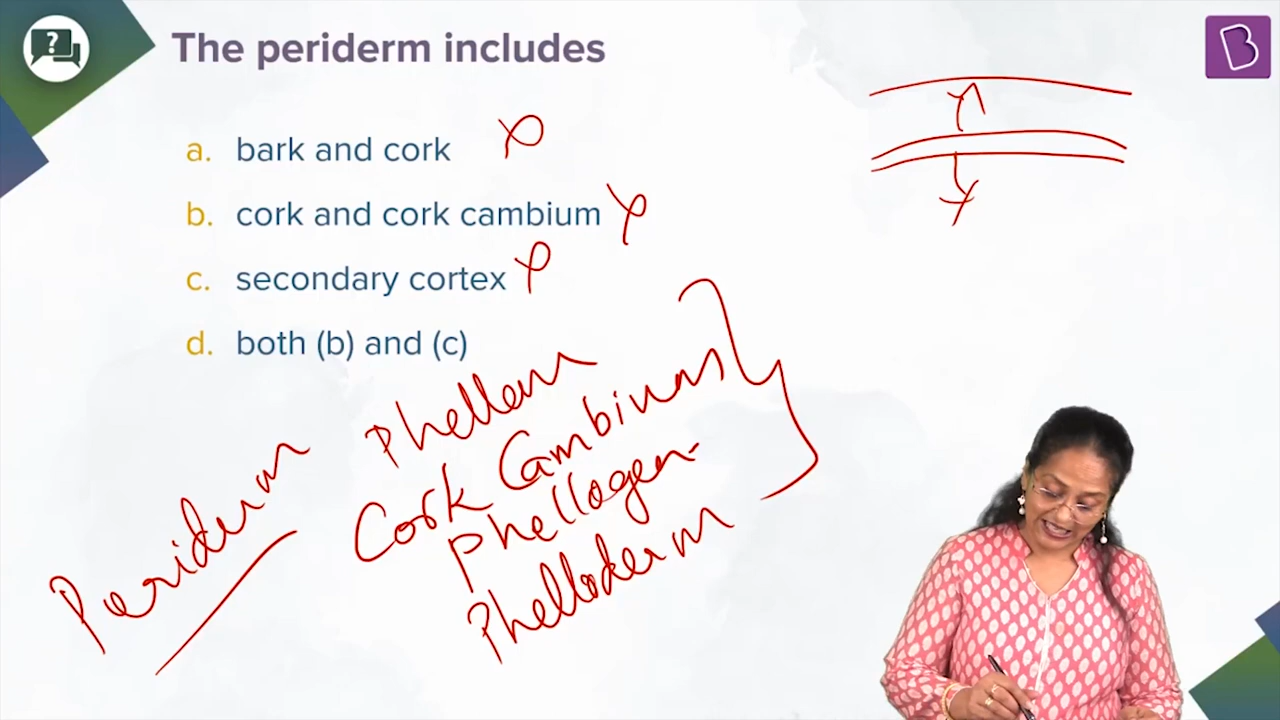 The periderm includes
a. bark and cork
b. cork and cork cambium
c. secondary cortex
d. both (b) and (c)
Phellem
Cork Cambium
Phellogen
Phelloderm
Periderm